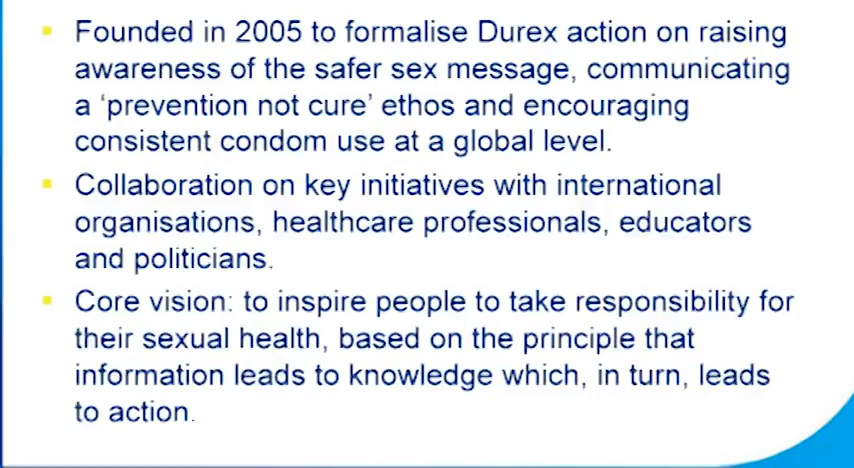 Founded in 2005 to formalise Durex action on raising
awareness of the safer sex message, communicating
a ‘prevention not cure’ ethos and encouraging
consistent condom use at a global level.
Collaboration on key initiatives with international
organisations, healthcare professionals, educators
and politicians.
Core vision: to inspire people to take responsibility for
their sexual health, based on the principle that
information leads to knowledge which, in turn, leads
to action.